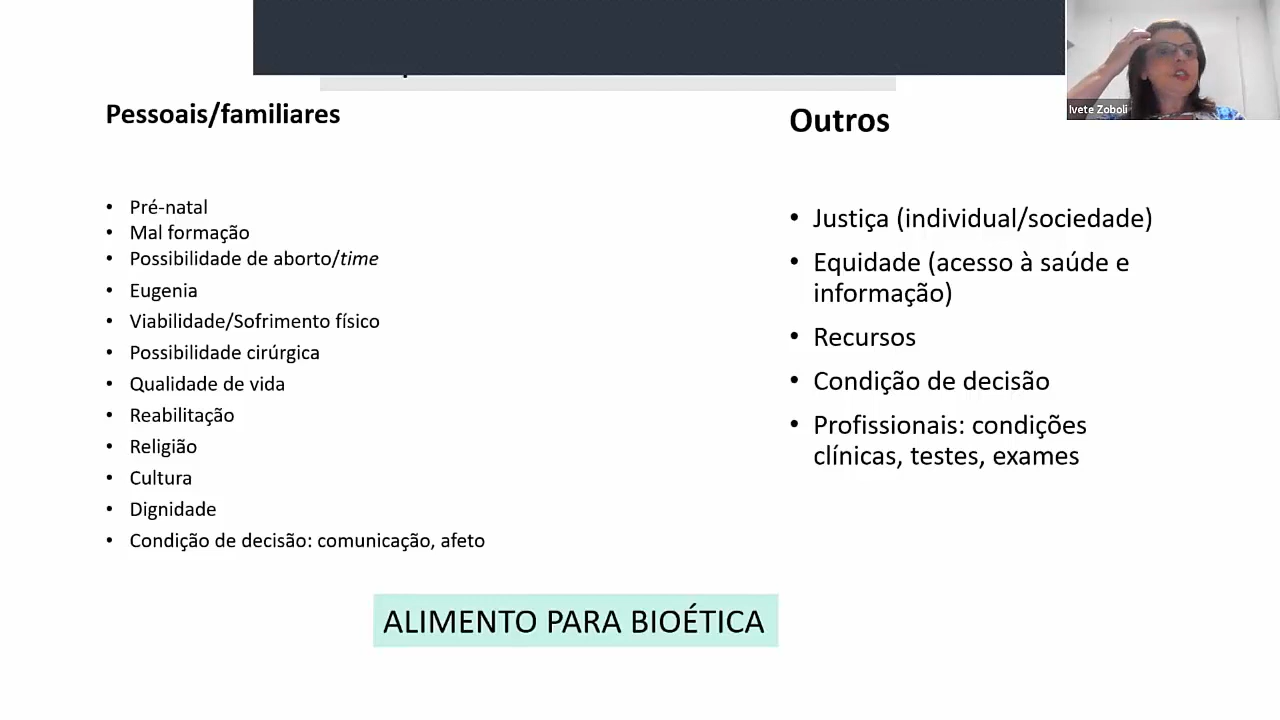 Ivete Zoboli
Pessoais/familiares
Pré-natal
Mal formação
Possibilidade de aborto/time
Eugenia
Viabilidade/Sofrimento físico
Possibilidade cirúrgica
Qualidade de vida
Reabilitação
Religião
Cultura
Dignidade
Condição de decisão: comunicação, afeto
Outros
Justiça (individual/sociedade)
Equidade (acesso à saúde e
informação)
Recursos
Condição de decisão
Profissionais: condições
clínicas, testes, exames
ALIMENTO PARA BIOÉTICA